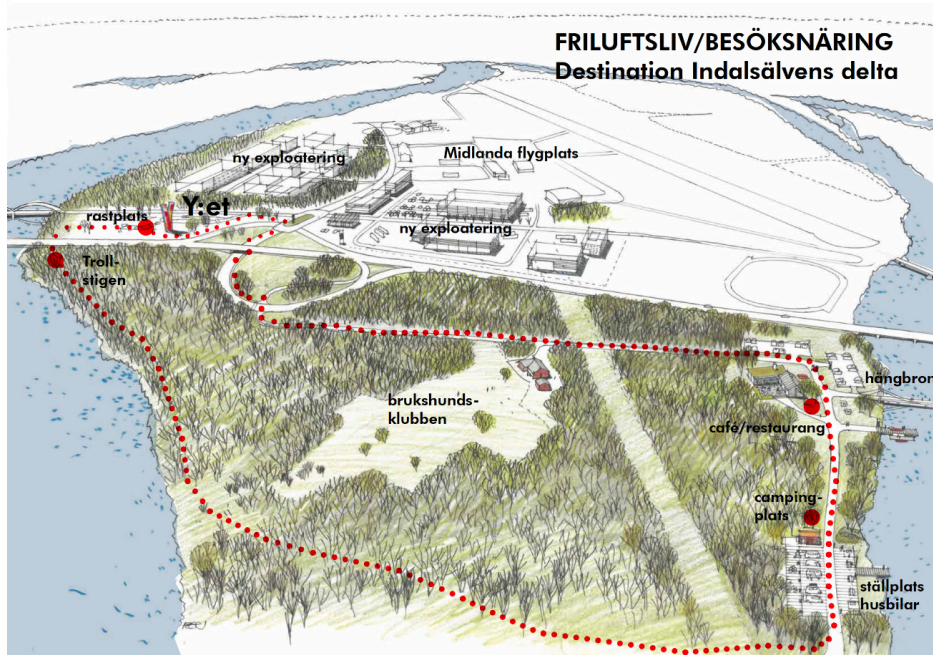 FRILUFTSLIV/BESÖKSNÄRING
Destination Indalsälvens delta
ny exploatering
Midlanda flygplats
Y:et
rastplats
ny exploatering
Troll-
stigen
hängbron
brukshunds-
klubben
café/restaurang
camping-
plats
ställplats
husbilar